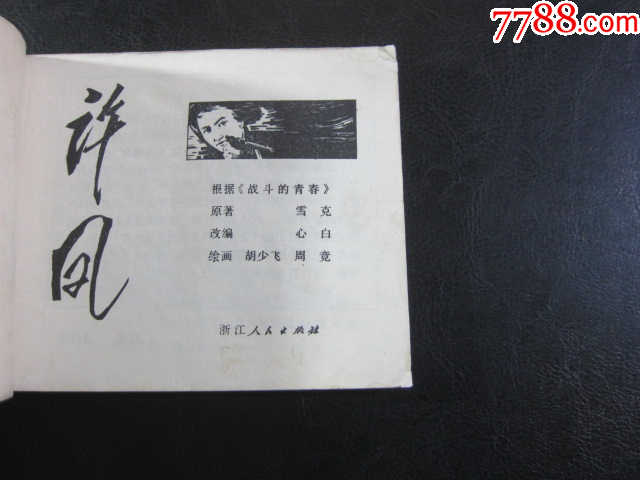 7788.com
许凤
根据《战斗的青春》
原著 雪克
改编 心白
绘画 胡少飞 周竞
浙江人民出版社